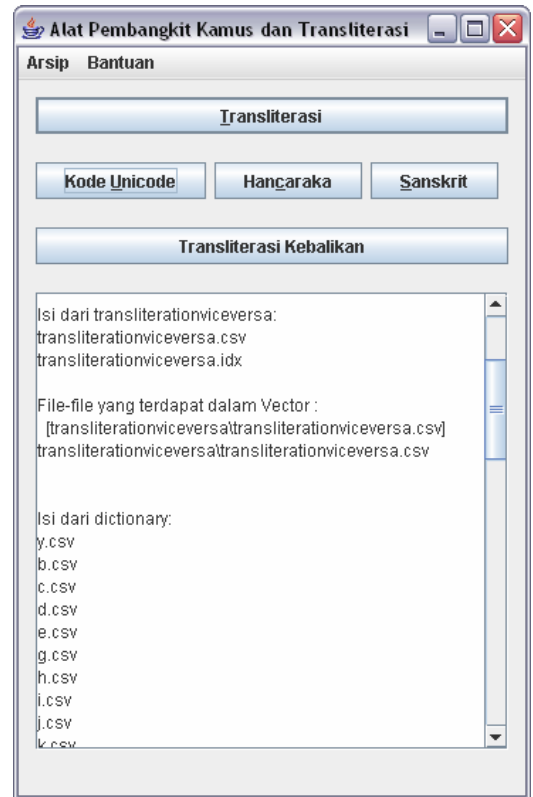 Alat Pembangkit Kamus dan Transliterasi
Arsip Bantuan
Transliterasi
Kode Unicode Hancaraka Sanskrit
Transliterasi Kebalikan
Isi dari transliterationviceversa:
transliterationviceversa.csv
transliterationviceversa.idx
File-file yang terdapat dalam Vector :
[transliterationviceversa\transliterationviceversa.csv]
transliterationviceversa\transliterationviceversa.csv
Isi dari dictionary:
y.csv
b.csv
c.csv
d.csv
e.csv
g.csv
h.csv
i.csv
j.csv
k.csv